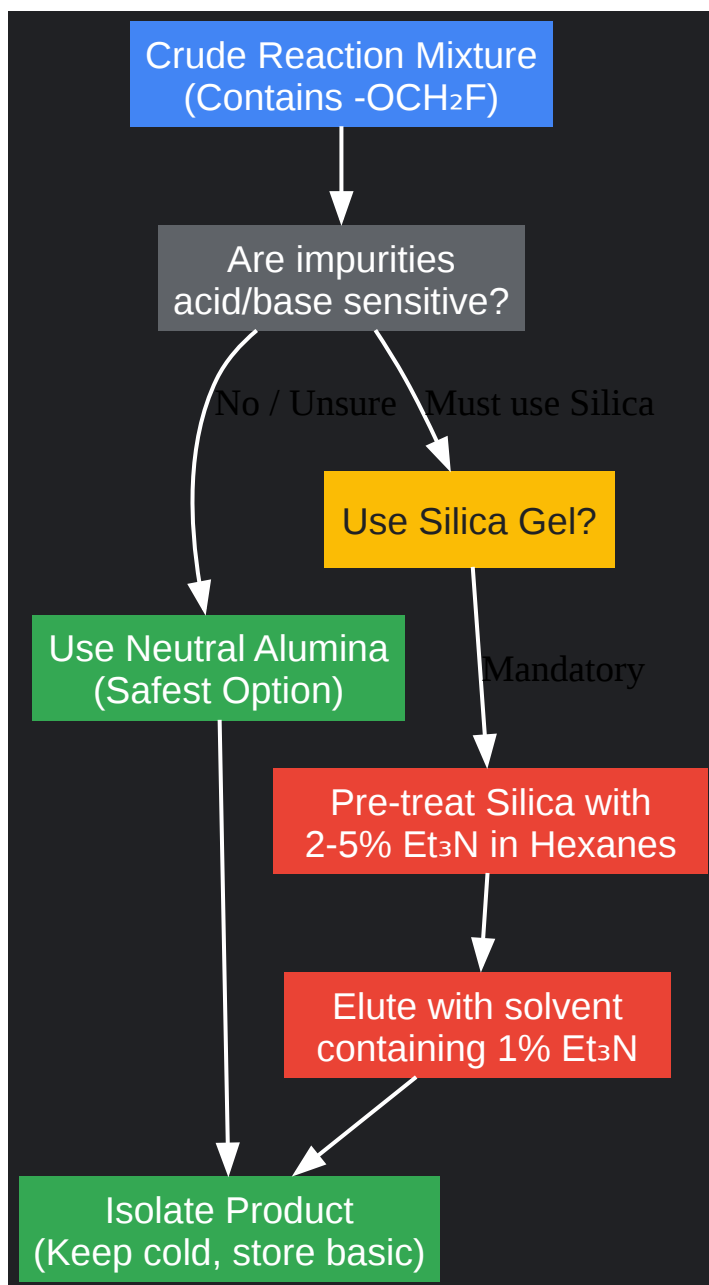 Crude Reaction Mixture
(Contains -OCH₂F)
Are impurities
acid/base sensitive?
No / Unsure
Must use Silica
Use Silica Gel?
Use Neutral Alumina
(Safest Option)
Mandatory
Pre-treat Silica with
2-5% Et₃N in Hexanes
Elute with solvent
containing 1% Et₃N
Isolate Product
(Keep cold, store basic)